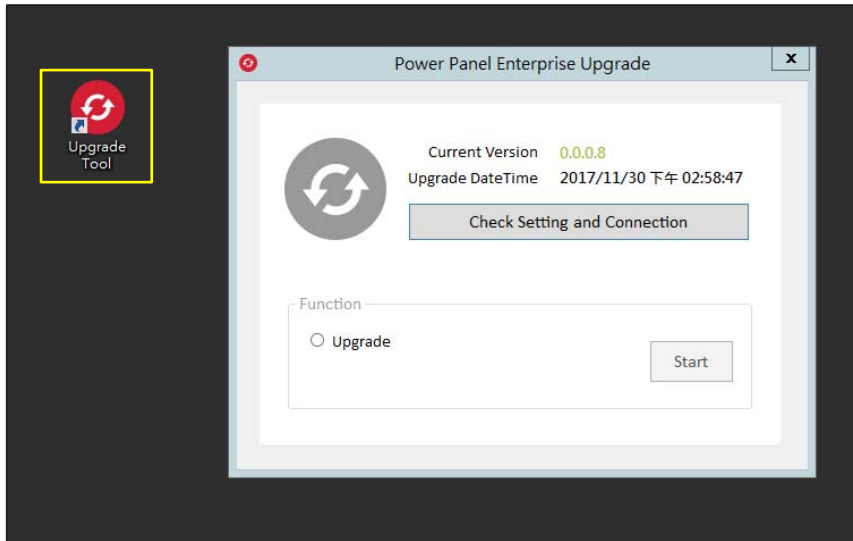 Upgrade
Tool
Power Panel Enterprise Upgrade
x
Current Version 0.0.0.8
Upgrade DateTime 2017/11/30 下午 02:58:47
Check Setting and Connection
Function
Upgrade
Start